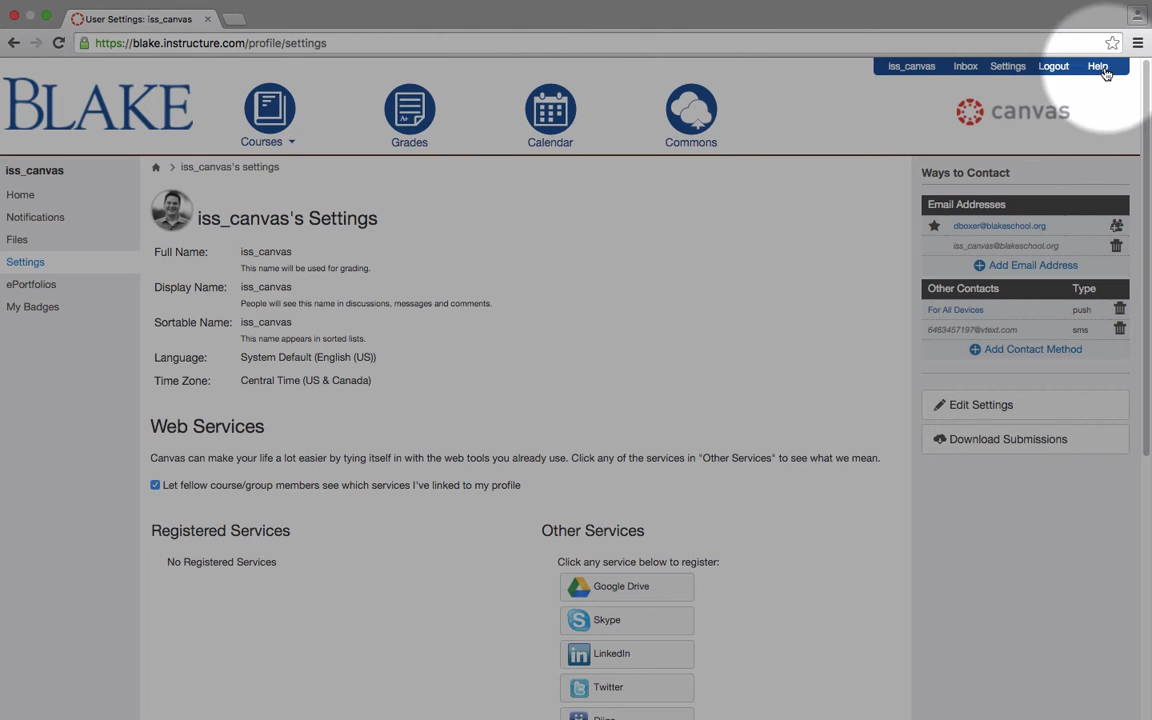 User Settings: iss_canvas
https://blake.instructure.com/profile/settings
iss_canvas Inbox Settings Logout Help
BLAKE
Courses
Grades
Calendar
Commons
canvas
iss_canvas
Home
Notifications
Files
Settings
ePortfolios
My Badges
iss_canvas's settings
iss_canvas's Settings
Full Name: iss_canvas
This name will be used for grading.
Display Name: iss_canvas
People will see this name in discussions, messages and comments.
Sortable Name: iss_canvas
This name appears in sorted lists.
Language: System Default (English (US))
Time Zone: Central Time (US & Canada)
Web Services
Canvas can make your life a lot easier by tying itself in with the web tools you already use. Click any of the services in "Other Services" to see what we mean.
Let fellow course/group members see which services I've linked to my profile
Registered Services
No Registered Services
Other Services
Click any service below to register:
Google Drive
Skype
LinkedIn
Twitter
Ways to Contact
Email Addresses
dboxer@blakeschool.org
iss_canvas@blakeschool.org
Add Email Address
Other Contacts Type
For All Devices push
6463457197@vtext.com sms
Add Contact Method
Edit Settings
Download Submissions